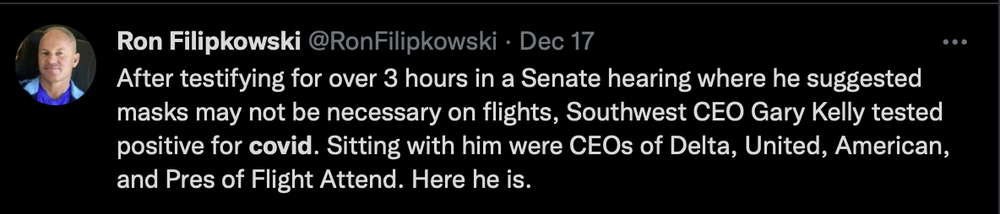 Ron Filipkowski @RonFilipkowski · Dec 17
After testifying for over 3 hours in a Senate hearing where he suggested
masks may not be necessary on flights, Southwest CEO Gary Kelly tested
positive for covid. Sitting with him were CEOs of Delta, United, American,
and Pres of Flight Attend. Here he is.